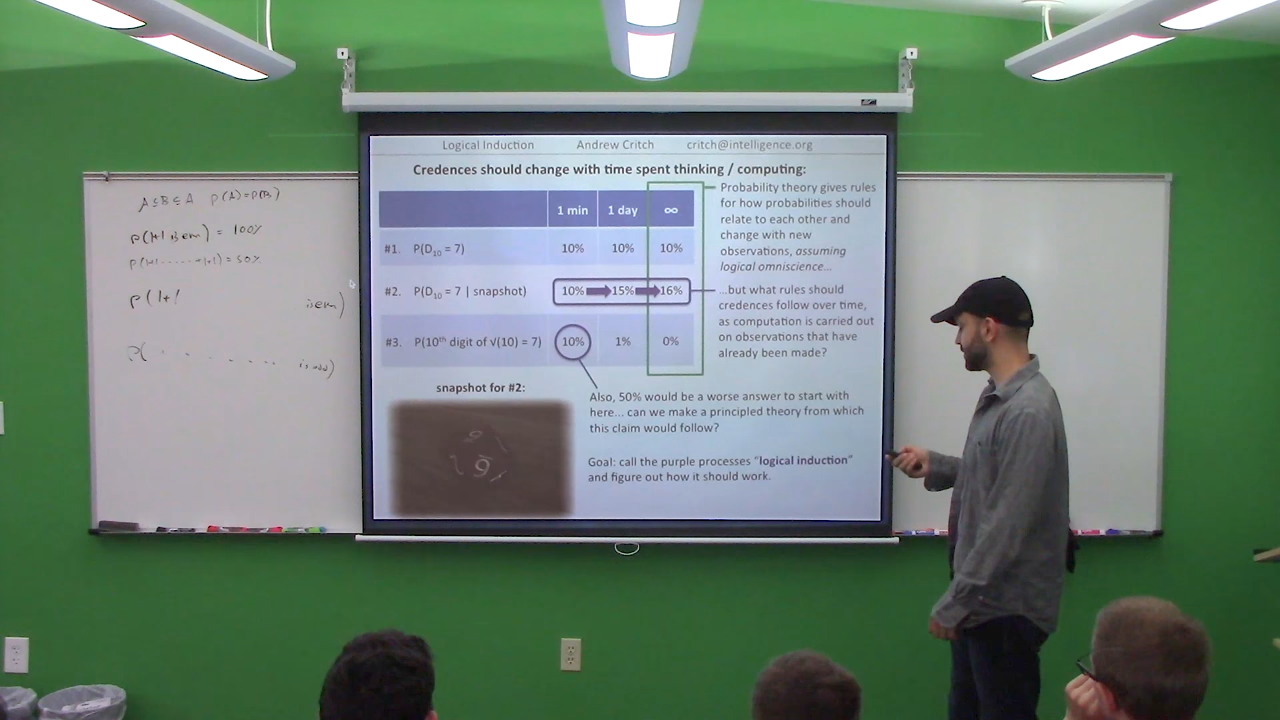 Logical Induction Andrew Critch critch@intelligence.org
Credences should change with time spent thinking / computing:
1 min 1 day ∞
#1. P(D₁₀ = 7) 10% 10% 10%
#2. P(D₁₀ = 7 | snapshot) 10% 15% 16%
#3. P(10th digit of √(10) = 7) 10% 1% 0%
Probability theory gives rules
for how probabilities should
relate to each other and
change with new
observations, assuming
logical omniscience...
...but what rules should
credences follow over time,
as computation is carried out
on observations that have
already been made?
snapshot for #2:
Also, 50% would be a worse answer to start with
here... can we make a principled theory from which
this claim would follow?
Goal: call the purple processes "logical induction"
and figure out how it should work.
P(A)=P(B)
= 100%
= 50%